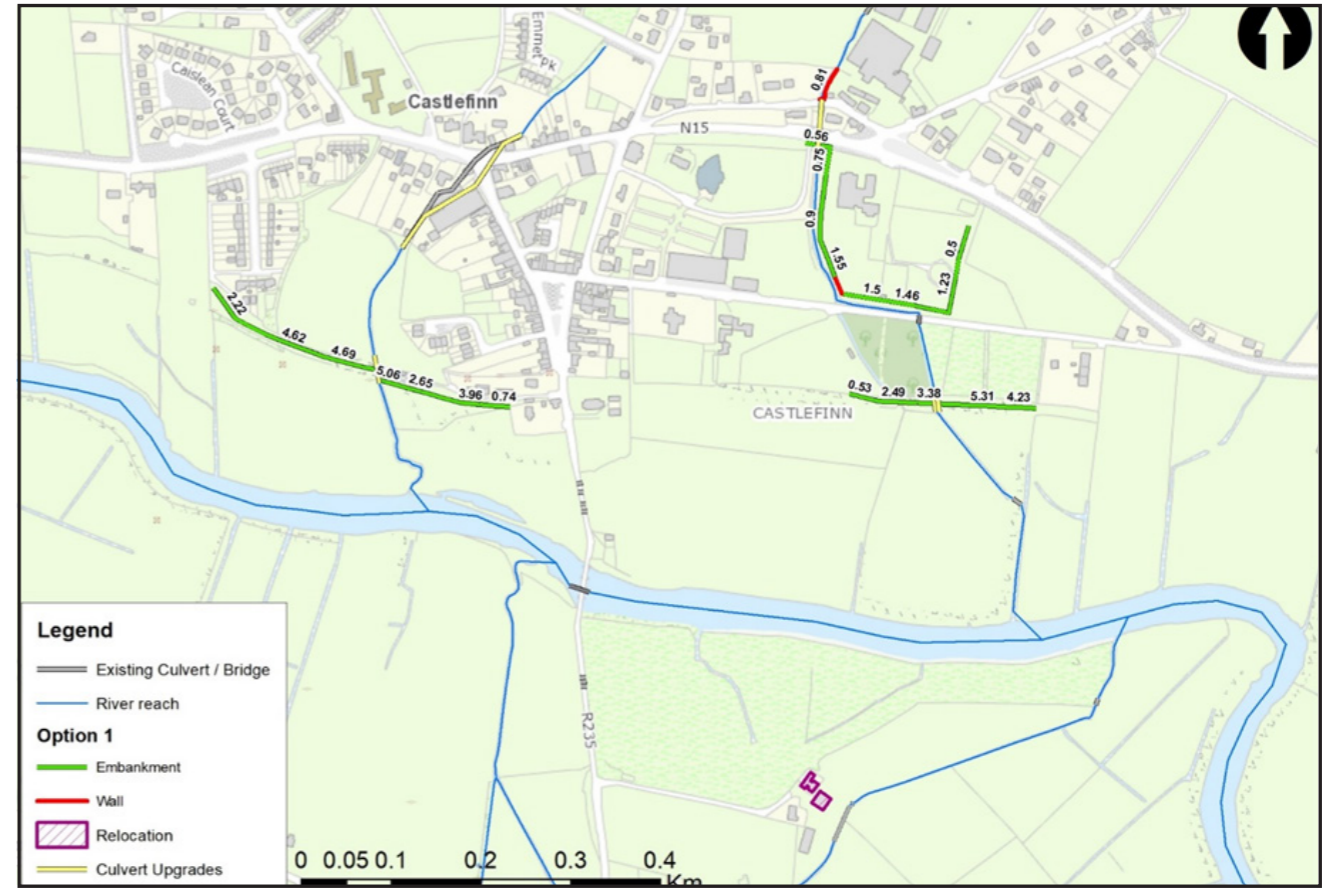 Emmet Pk
Caislean Court
Castlefinn
N15
0.81
0.56
0.75
0.9
1.55
1.5
1.46
1.23
0.5
2.22
4.62
4.69
5.06
2.65
3.96
0.74
0.53
2.49
3.38
5.31
4.23
CASTLEFINN
R235
Legend
Existing Culvert / Bridge
River reach
Option 1
Embankment
Wall
Relocation
Culvert Upgrades
0 0.05 0.1 0.2 0.3 0.4
Km